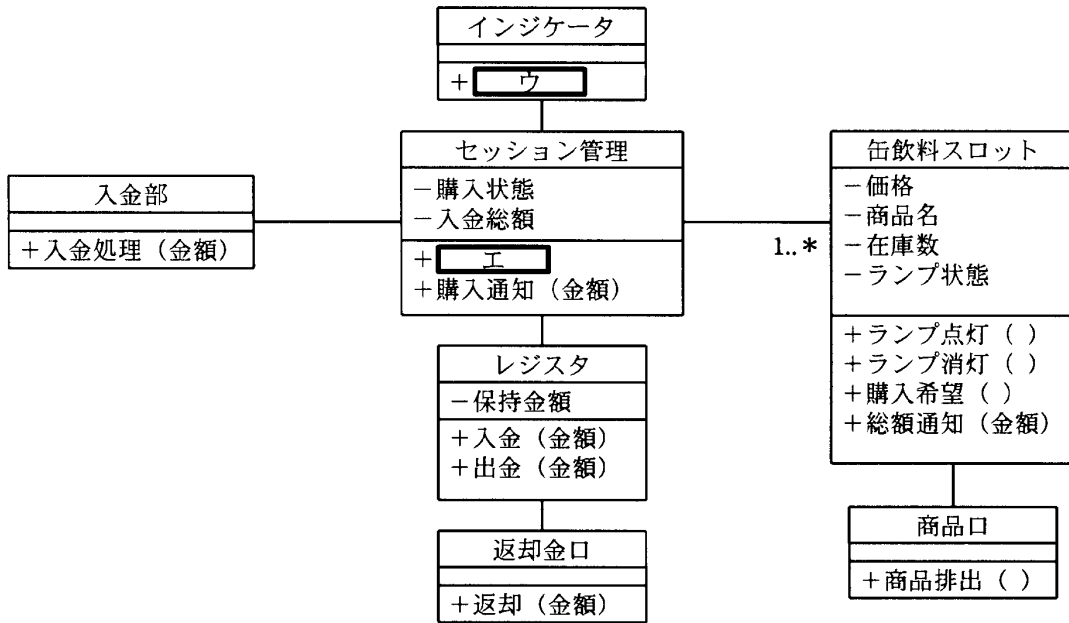 インジケータ
+ ウ
セッション管理
-購入状態
-入金総額
+ エ
+購入通知(金額)
入金部
+入金処理(金額)
1..*
缶飲料スロット
-価格
-商品名
-在庫数
-ランプ状態
+ランプ点灯( )
+ランプ消灯( )
+購入希望( )
+総額通知(金額)
レジスタ
-保持金額
+入金(金額)
+出金(金額)
返却金口
+返却(金額)
商品口
+商品排出( )